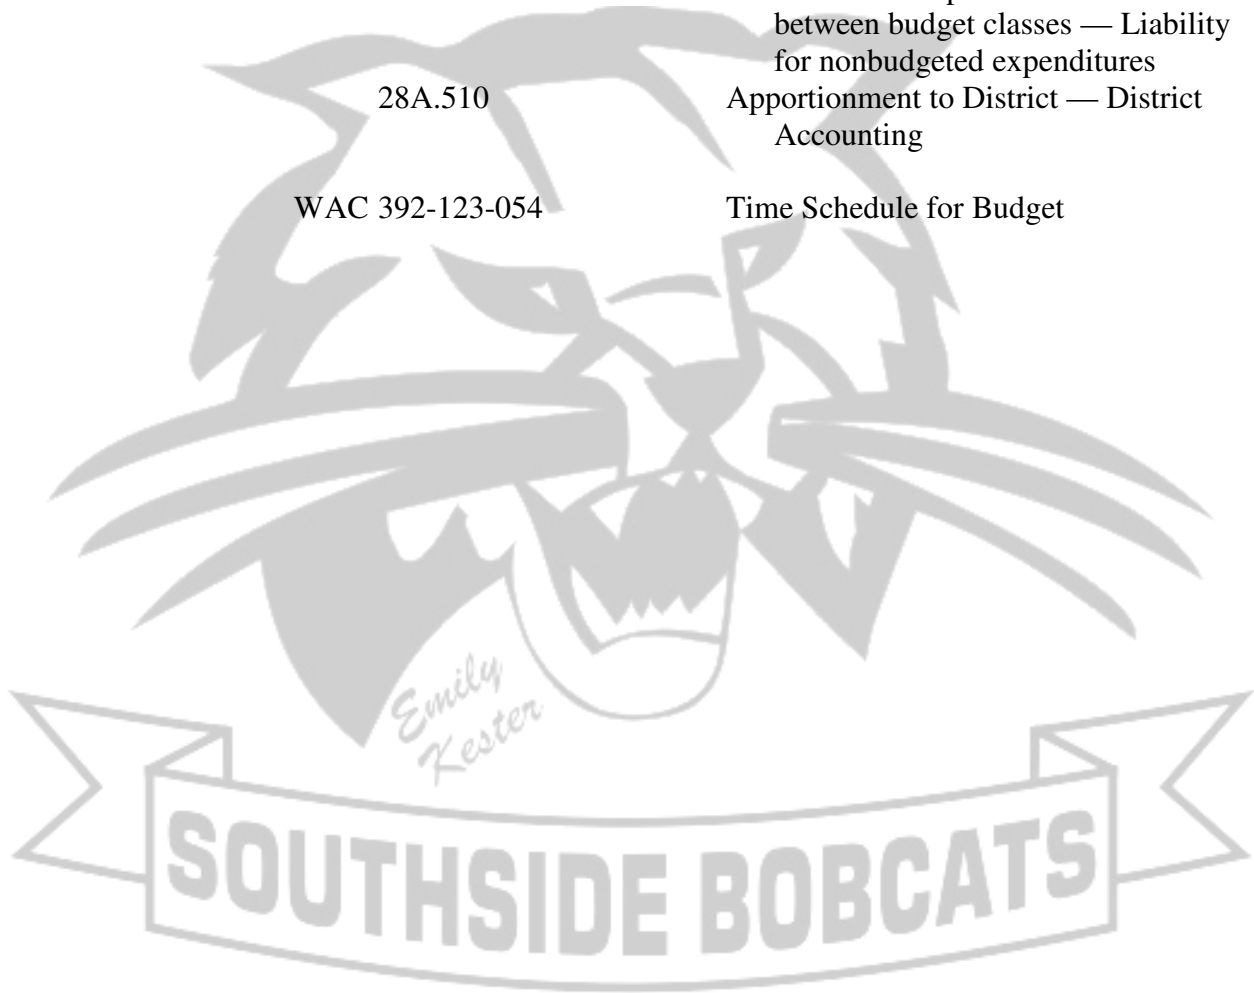 between budget classes — Liability
for nonbudgeted expenditures
28A.510 Apportionment to District — District
Accounting
WAC 392-123-054 Time Schedule for Budget
Emily
Kester
SOUTHSIDE BOBCATS